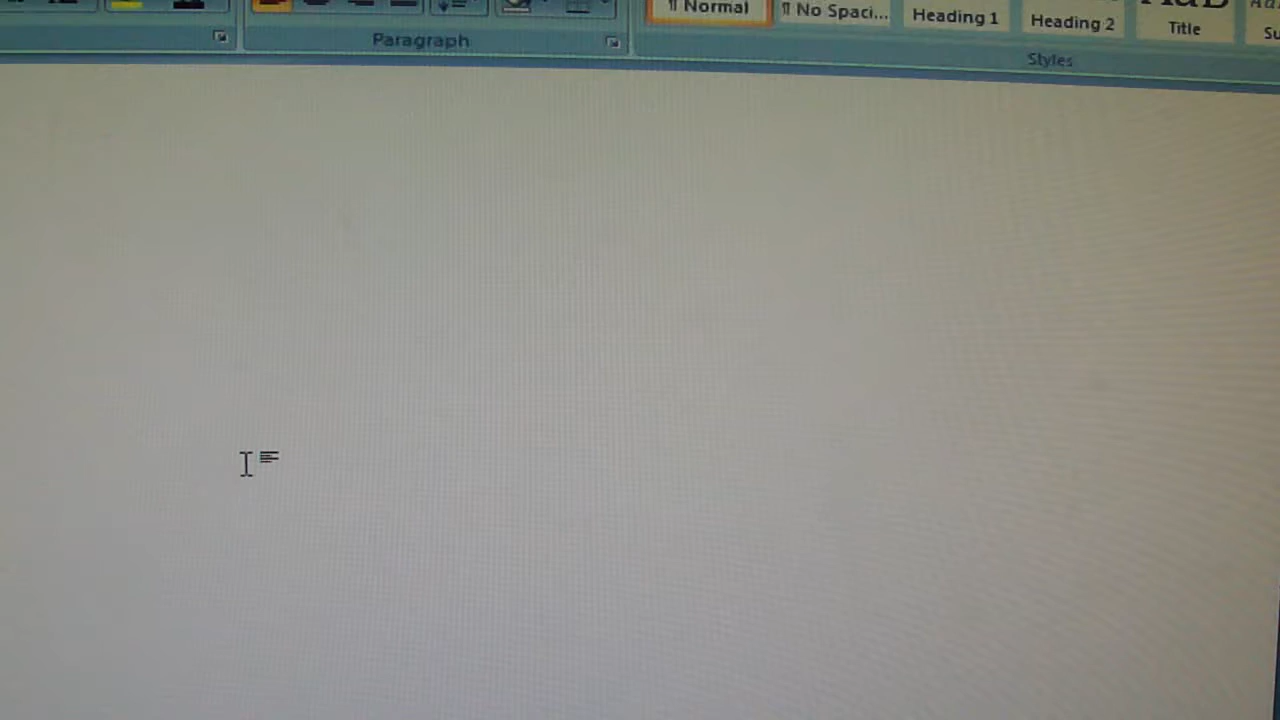 ¶ Normal
¶ No Spaci...
Heading 1
Heading 2
Title
Paragraph
Styles